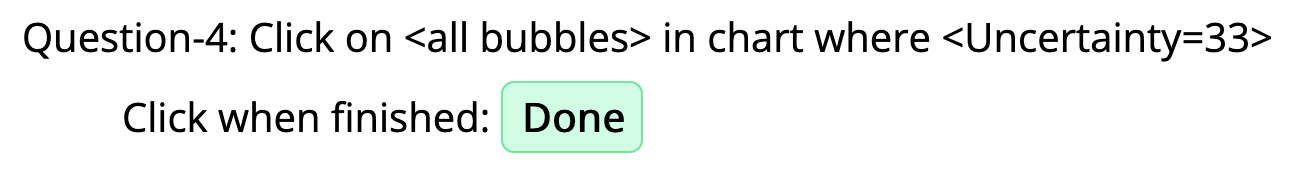 Question-4: Click on <all bubbles> in chart where <Uncertainty=33>
Click when finished: Done